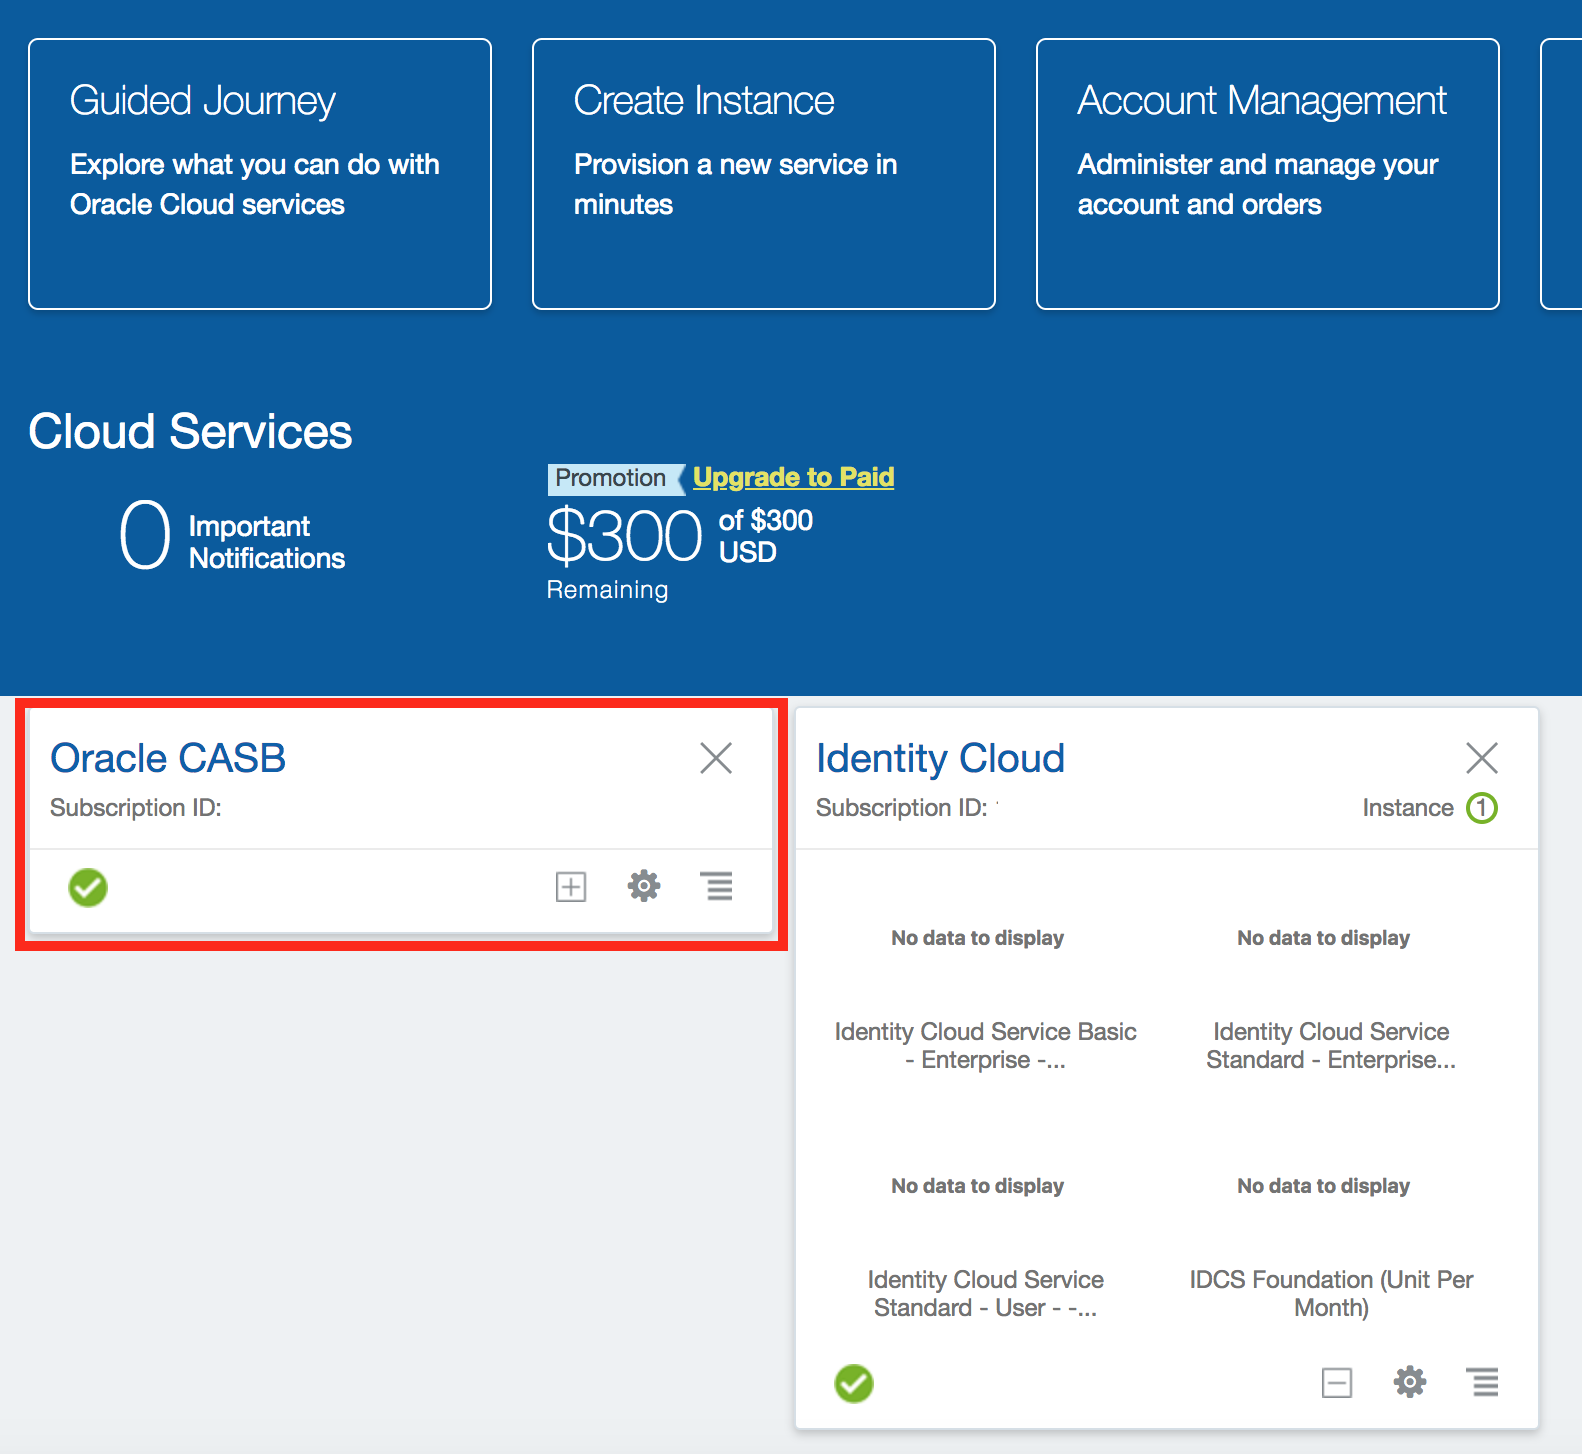 Guided Journey
Explore what you can do with
Oracle Cloud services
Create Instance
Provision a new service in
minutes
Account Management
Administer and manage your
account and orders
Cloud Services
0 Important
Notifications
Promotion Upgrade to Paid
$300 of $300
USD
Remaining
Oracle CASB
Subscription ID:
Identity Cloud
Subscription ID:
Instance 1
No data to display
No data to display
Identity Cloud Service Basic
- Enterprise -...
Identity Cloud Service
Standard - Enterprise...
No data to display
No data to display
Identity Cloud Service
Standard - User - -...
IDCS Foundation (Unit Per
Month)